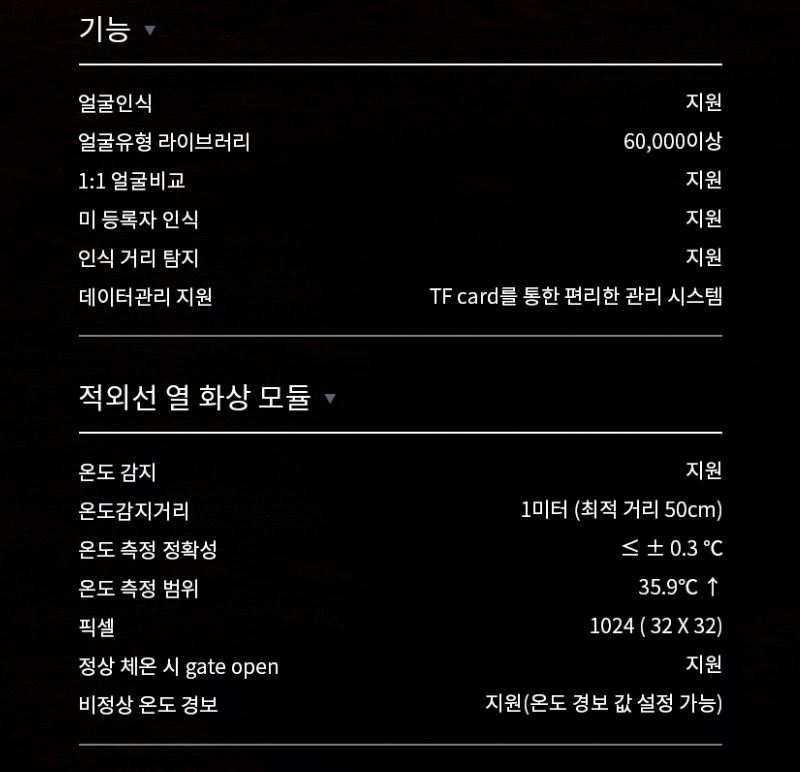 기능 ▼
얼굴인식 지원
얼굴유형 라이브러리 60,000이상
1:1 얼굴비교 지원
미 등록자 인식 지원
인식 거리 탐지 지원
데이터관리 지원 TF card를 통한 편리한 관리 시스템
적외선 열 화상 모듈 ▼
온도 감지 지원
온도감지거리 1미터 (최적 거리 50cm)
온도 측정 정확성 ≤ ± 0.3 ℃
온도 측정 범위 35.9℃ ↑
픽셀 1024 ( 32 X 32)
정상 체온 시 gate open 지원
비정상 온도 경보 지원(온도 경보 값 설정 가능)